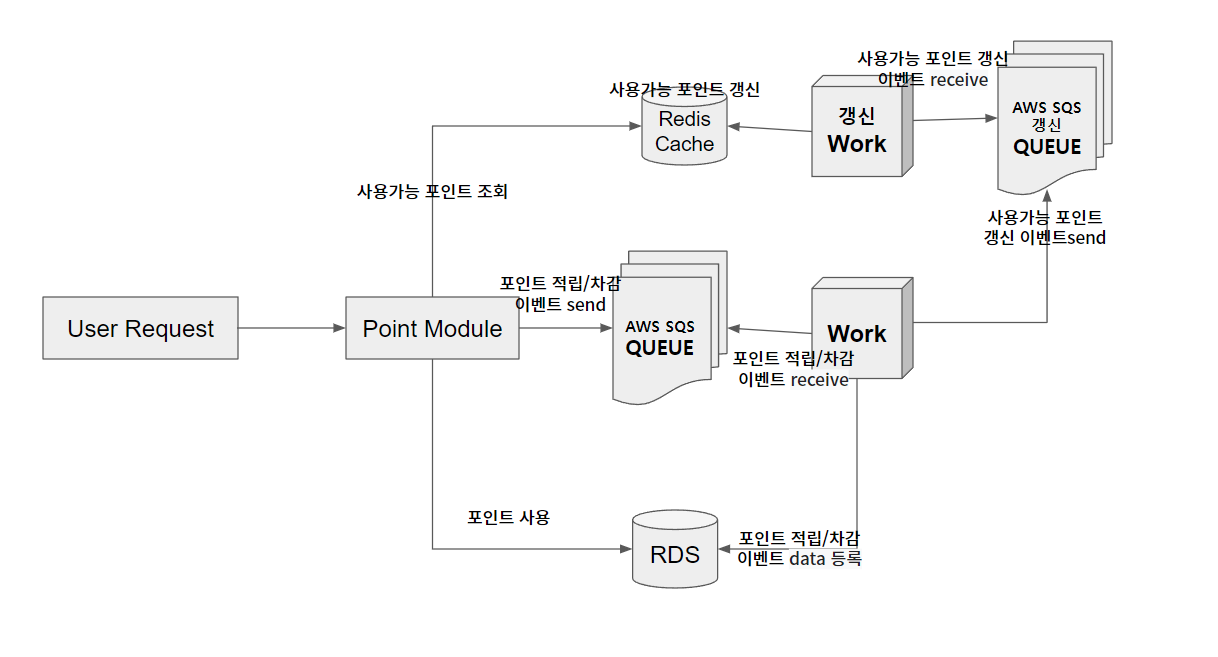 사용가능 포인트 갱신
이벤트 receive
사용가능 포인트 갱신
Redis
Cache
갱신
Work
AWS SQS
갱신
QUEUE
사용가능 포인트 조회
사용가능 포인트
갱신 이벤트send
포인트 적립/차감
이벤트 send
User Request
Point Module
AWS SQS
QUEUE
Work
포인트 적립/차감
이벤트 receive
포인트 사용
RDS
포인트 적립/차감
이벤트 data 등록